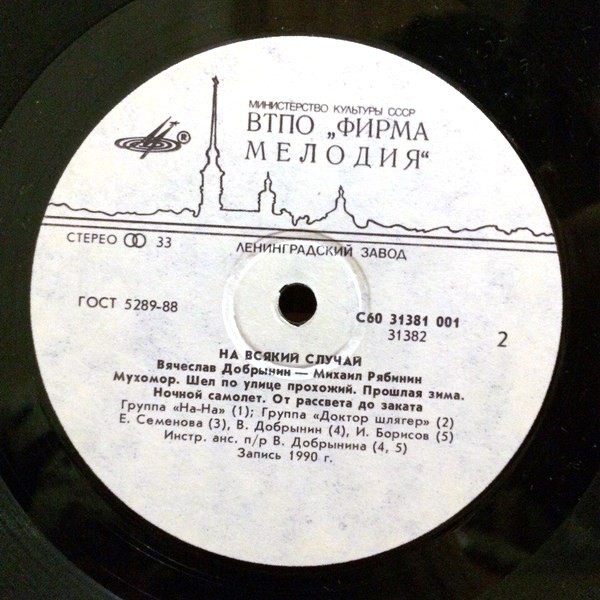 МИНИСТЕРСТВО КУЛЬТУРЫ СССР
ВТПО „ФИРМА
МЕЛОДИЯ“
®
СТЕРЕО 33
ЛЕНИНГРАДСКИЙ ЗАВОД
ГОСТ 5289-88
С60 31381 001
31382
2
НА ВСЯКИЙ СЛУЧАЙ
Вячеслав Добрынин — Михаил Рябинин
Мухомор. Шел по улице прохожий. Прошлая зима.
Ночной самолет. От рассвета до заката
Группа «На-На» (1); Группа «Доктор шлягер» (2)
Е. Семенова (3), В. Добрынин (4), И. Борисов (5)
Инстр. анс. п/р В. Добрынина (4, 5)
Запись 1990 г.